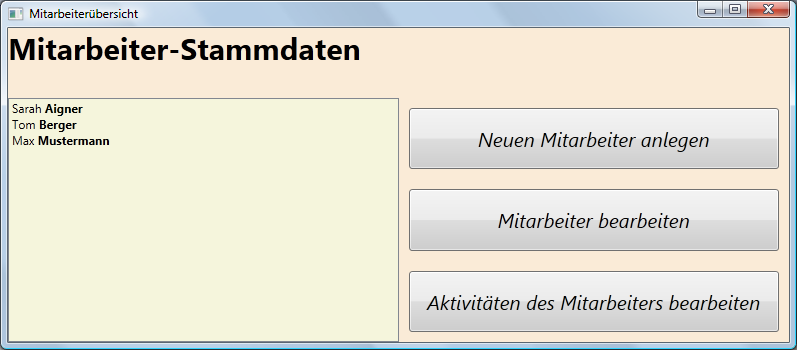 Mitarbeiterübersicht
Mitarbeiter-Stammdaten
Sarah Aigner
Tom Berger
Max Mustermann
Neuen Mitarbeiter anlegen
Mitarbeiter bearbeiten
Aktivitäten des Mitarbeiters bearbeiten